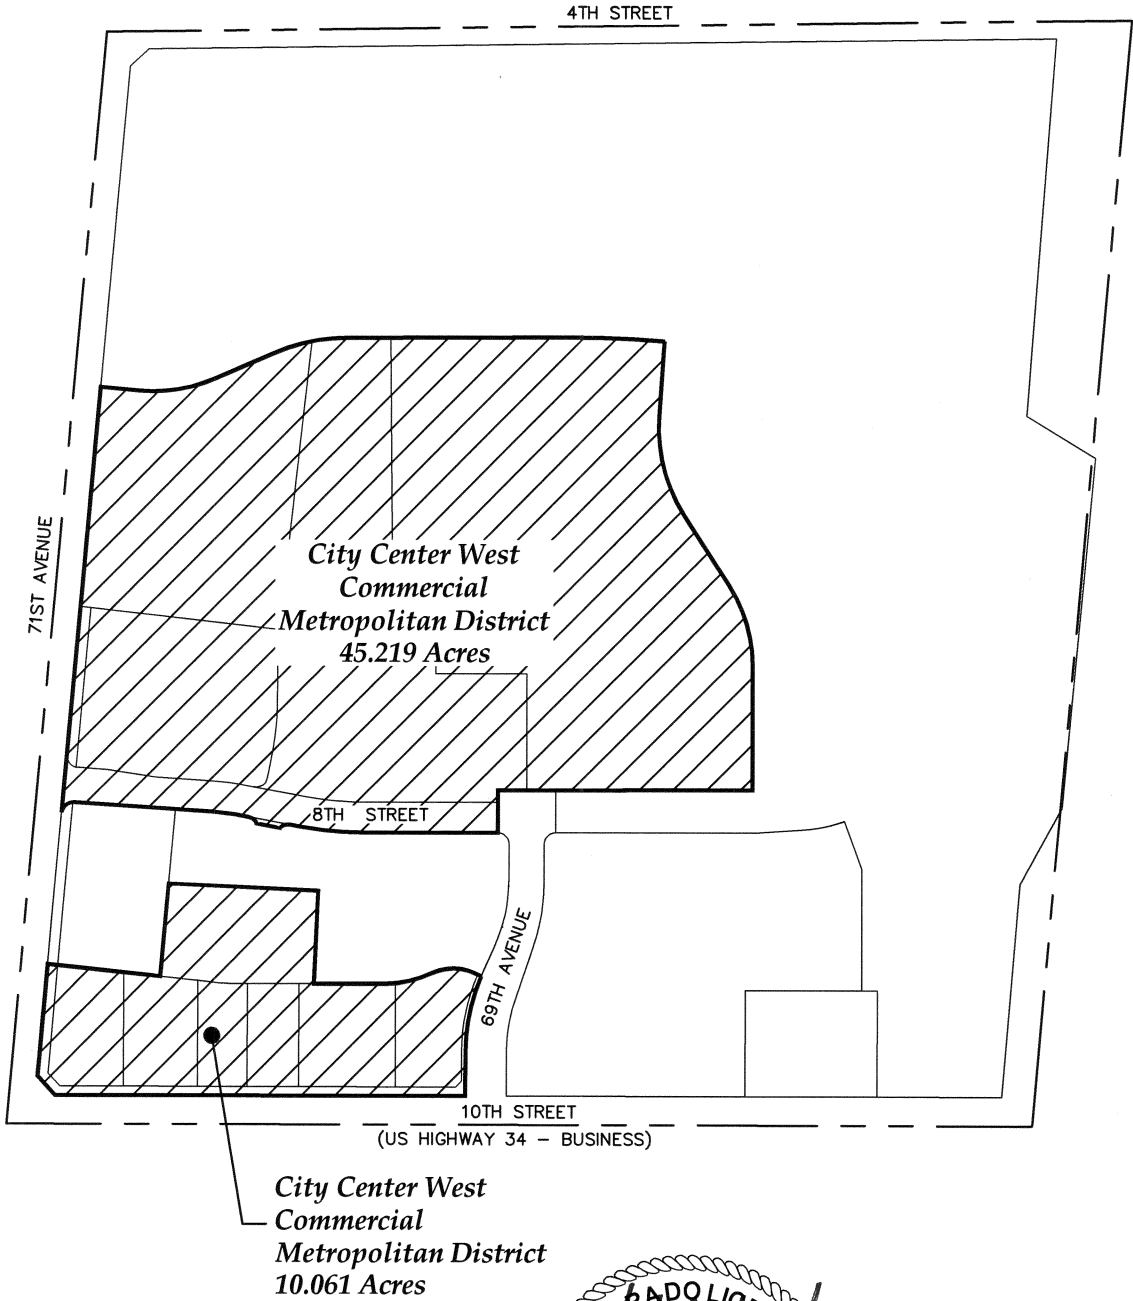 4TH STREET
71ST AVENUE
City Center West
Commercial
Metropolitan District
45.219 Acres
8TH STREET
69TH AVENUE
10TH STREET
(US HIGHWAY 34 - BUSINESS)
City Center West
Commercial
Metropolitan District
10.061 Acres